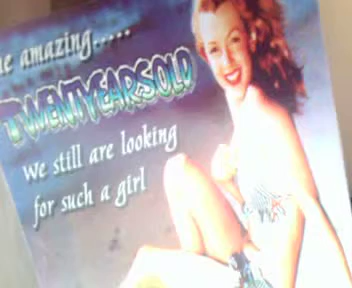 he amazing.....
TWENTYEARSOLD
We still are looking
for such a girl